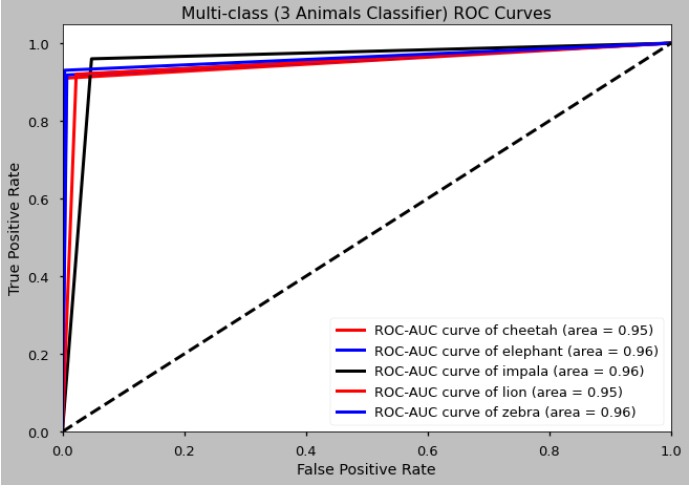 Multi-class (3 Animals Classifier) ROC Curves
1.0
0.8
0.6
0.4
0.2
0.0
True Positive Rate
ROC-AUC curve of cheetah (area = 0.95)
ROC-AUC curve of elephant (area = 0.96)
ROC-AUC curve of impala (area = 0.96)
ROC-AUC curve of lion (area = 0.95)
ROC-AUC curve of zebra (area = 0.96)
0.0 0.2 0.4 0.6 0.8 1.0
False Positive Rate